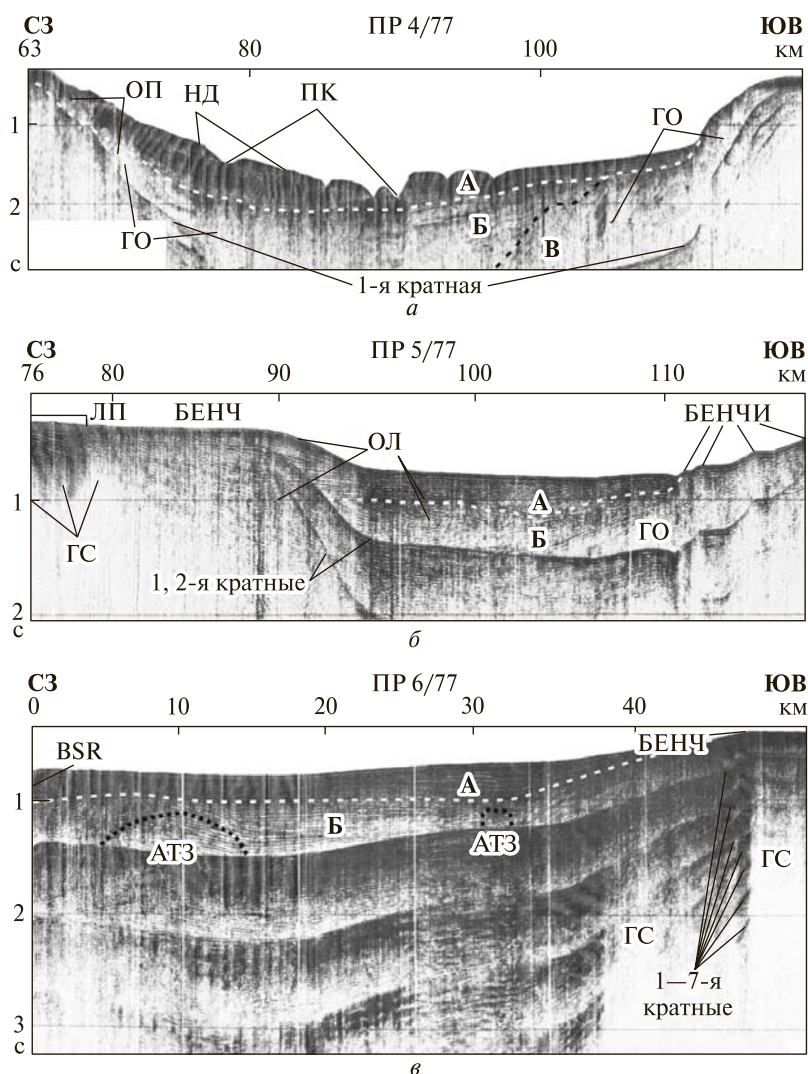 СЗ ПР 4/77 ЮВ
63 80 100 км
ОП НД ПК ГО
1
А
2
Б
ГО В
с
1-я кратная
а
СЗ ПР 5/77 ЮВ
76 80 90 100 110 км
ЛП БЕНЧ БЕНЧИ
ОЛ
1 А
Б ГО
ГС
1, 2-я кратные
2
с
б
СЗ ПР 6/77 ЮВ
0 10 20 30 40 км
БЕНЧ
BSR
А
1
Б
АТЗ АТЗ
ГС
2
ГС
1—7-я
кратные
3
с
в